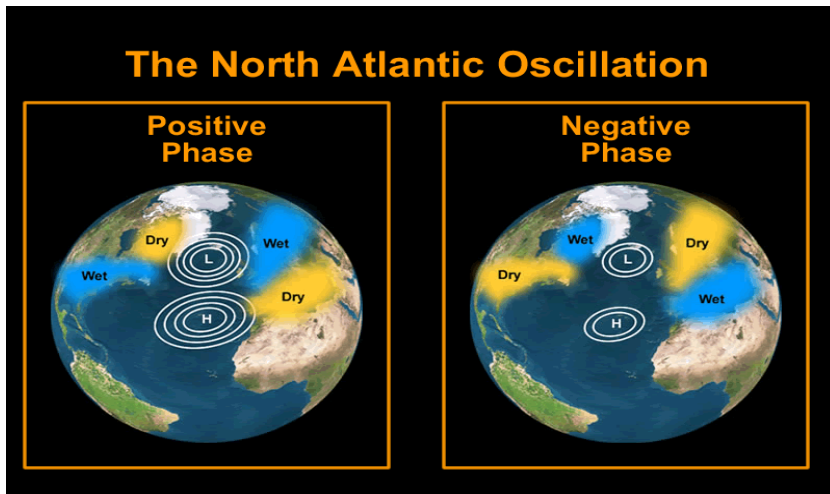 The North Atlantic Oscillation
Positive
Phase
Dry
Wet
Wet
L
Dry
H
Negative
Phase
Wet
Dry
L
Dry
Wet
H